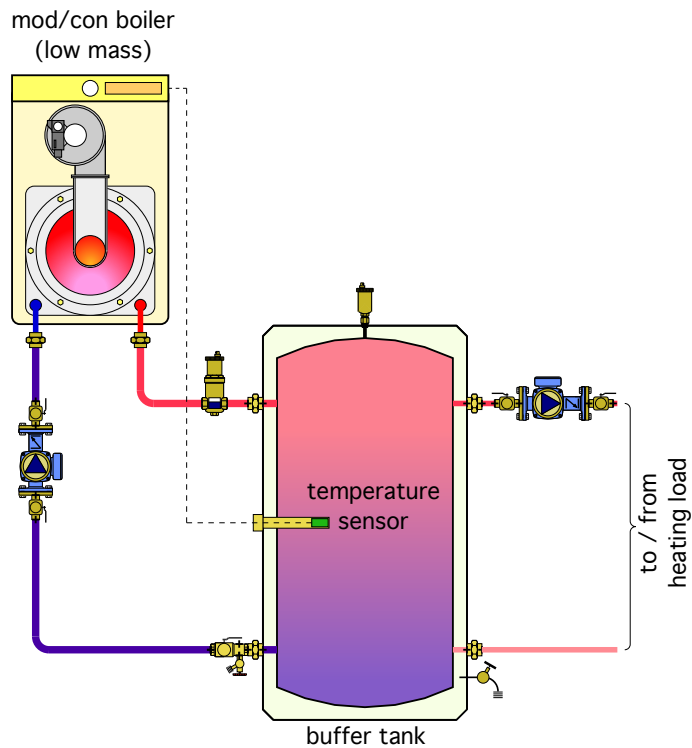 mod/con boiler
(low mass)
temperature
sensor
to / from
heating load
buffer tank